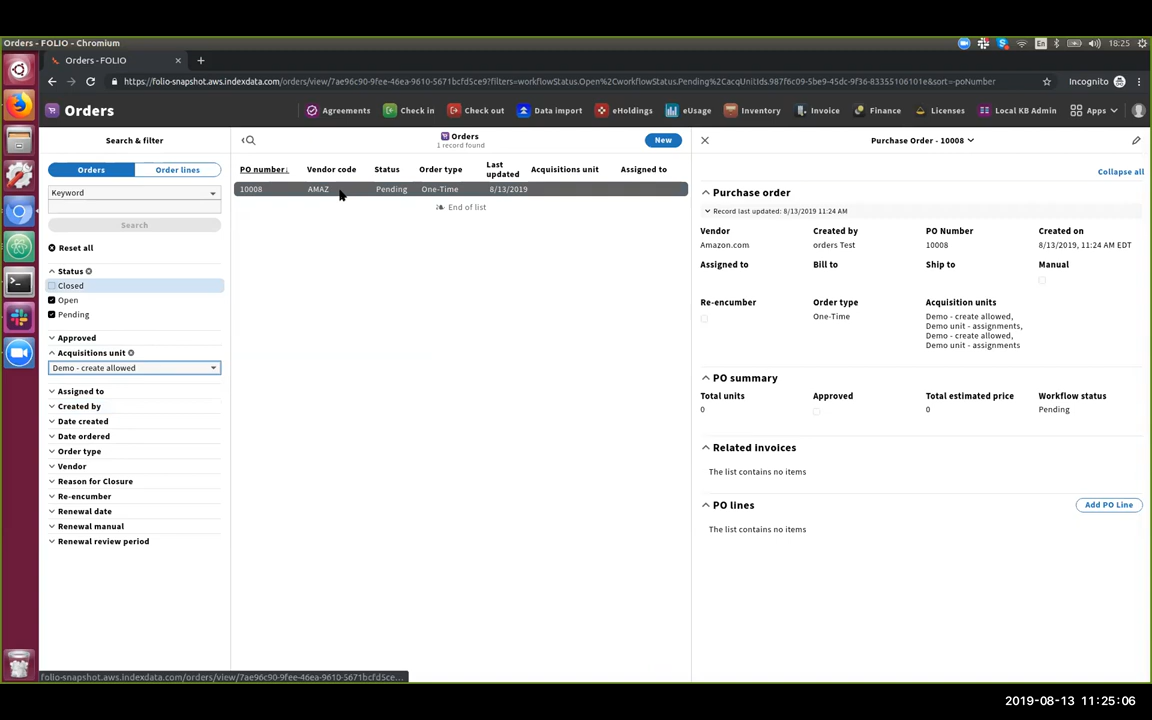 Orders - FOLIO - Chromium
En
18:25
Orders - FOLIO
https://folio-snapshot.aws.indexdata.com/orders/view/7ae96c90-9fee-46ea-9610-5671bcfd5ce9?filters=workflowStatus.Open%2CworkflowStatus.Pending%2CacqUnitIds.987f6c09-5be9-45dc-9f36-83355106101e&sort=-poNumber
Incognito
Orders
Agreements
Check in
Check out
Data import
eHoldings
eUsage
Inventory
Invoice
Finance
Licenses
Local KB Admin
Apps
Search & filter
Orders
Order lines
Keyword
Search
Reset all
Status
Closed
Open
Pending
Approved
Acquisitions unit
Demo - create allowed
Assigned to
Created by
Date created
Date ordered
Order type
Vendor
Reason for Closure
Re-encumber
Renewal date
Renewal manual
Renewal review period
Orders
1 record found
New
PO number
Vendor code
Status
Order type
Last updated
Acquisitions unit
Assigned to
10008
AMAZ
Pending
One-Time
8/13/2019
End of list
Purchase Order - 10008
Collapse all
Purchase order
Record last updated: 8/13/2019 11:24 AM
Vendor
Created by
PO Number
Created on
Amazon.com
orders Test
10008
8/13/2019, 11:24 AM EDT
Assigned to
Bill to
Ship to
Manual
Re-encumber
Order type
Acquisition units
One-Time
Demo - create allowed,
Demo unit - assignments,
Demo - create allowed,
Demo unit - assignments
PO summary
Total units
Approved
Total estimated price
Workflow status
0
0
Pending
Related invoices
The list contains no items
PO lines
Add PO Line
The list contains no items
folio-snapshot.aws.indexdata.com/orders/view/7ae96c90-9fee-46ea-9610-5671bcfd5ce...
2019-08-13 11:25:06